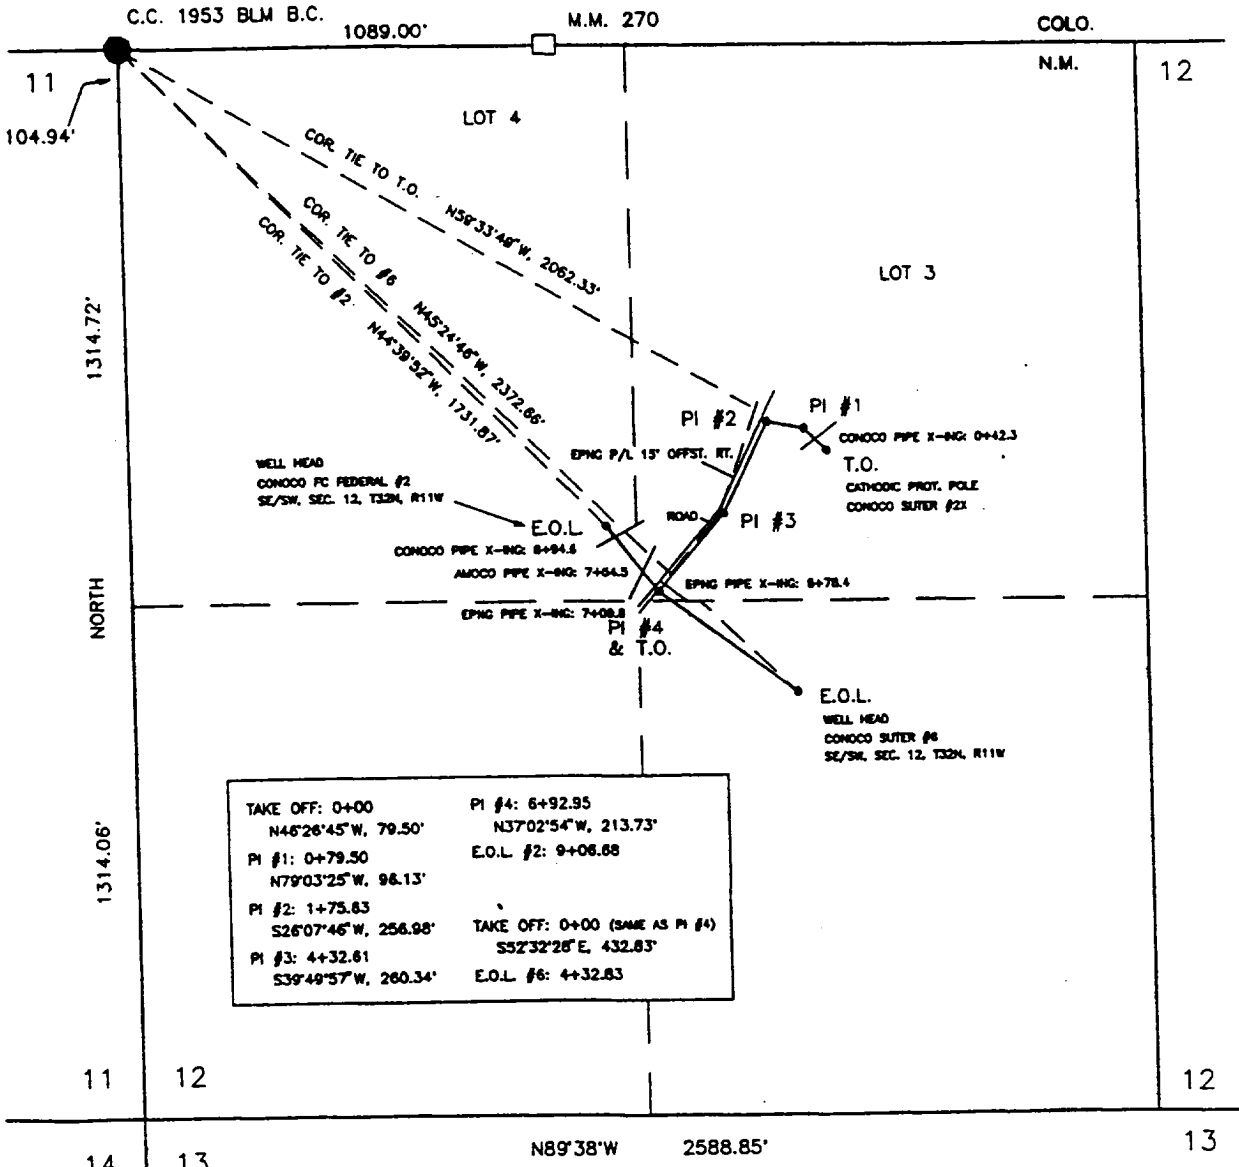 C.C. 1953 BLM B.C.
1089.00'
M.M. 270
COLO.
N.M.
11
12
104.94'
LOT 4
COR. TIE TO T.O. N59°33'49"W, 2062.33'
COR. TIE TO #6 N45°24'46"W, 2372.66'
COR. TIE TO #2 N44°39'52"W, 1731.87'
LOT 3
1314.72'
PI #2
PI #1
CONOCO PIPE X-ING: 0+42.3
EPNG P/L 15' OFFST. RT.
T.O.
CATHODIC PROT. POLE
CONOCO SUTER #2X
WELL HEAD
CONOCO FC FEDERAL #2
SE/SW, SEC. 12, T32N, R11W
ROAD
PI #3
E.O.L.
CONOCO PIPE X-ING: 8+94.6
AMOCO PIPE X-ING: 7+64.5
EPNG PIPE X-ING: 6+78.4
EPNG PIPE X-ING: 7+09.8
NORTH
PI #4
& T.O.
E.O.L.
WELL HEAD
CONOCO SUTER #6
SE/SW, SEC. 12, T32N, R11W
TAKE OFF: 0+00
N46°26'45"W, 79.50'
PI #1: 0+79.50
N79°03'25"W, 96.13'
PI #2: 1+75.63
S26°07'46"W, 256.98'
PI #3: 4+32.61
S39°49'57"W, 260.34'
PI #4: 6+92.95
N37°02'54"W, 213.73'
E.O.L. #2: 9+06.68
TAKE OFF: 0+00 (SAME AS PI #4)
S52°32'28"E, 432.83'
E.O.L. #6: 4+32.83
1314.06'
11
12
12
N89°38'W 2588.85'
13
14
13